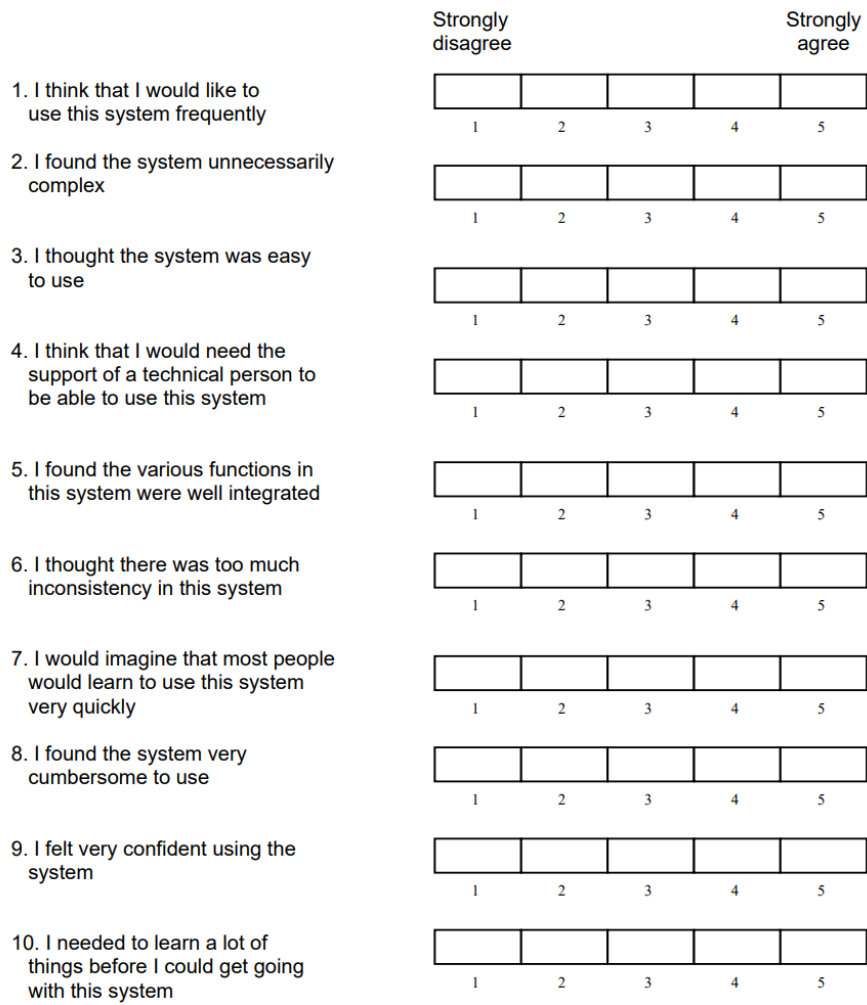 Strongly disagree
Strongly agree
1. I think that I would like to
use this system frequently
1 2 3 4 5
2. I found the system unnecessarily
complex
1 2 3 4 5
3. I thought the system was easy
to use
1 2 3 4 5
4. I think that I would need the
support of a technical person to
be able to use this system
1 2 3 4 5
5. I found the various functions in
this system were well integrated
1 2 3 4 5
6. I thought there was too much
inconsistency in this system
1 2 3 4 5
7. I would imagine that most people
would learn to use this system
very quickly
1 2 3 4 5
8. I found the system very
cumbersome to use
1 2 3 4 5
9. I felt very confident using the
system
1 2 3 4 5
10. I needed to learn a lot of
things before I could get going
with this system
1 2 3 4 5